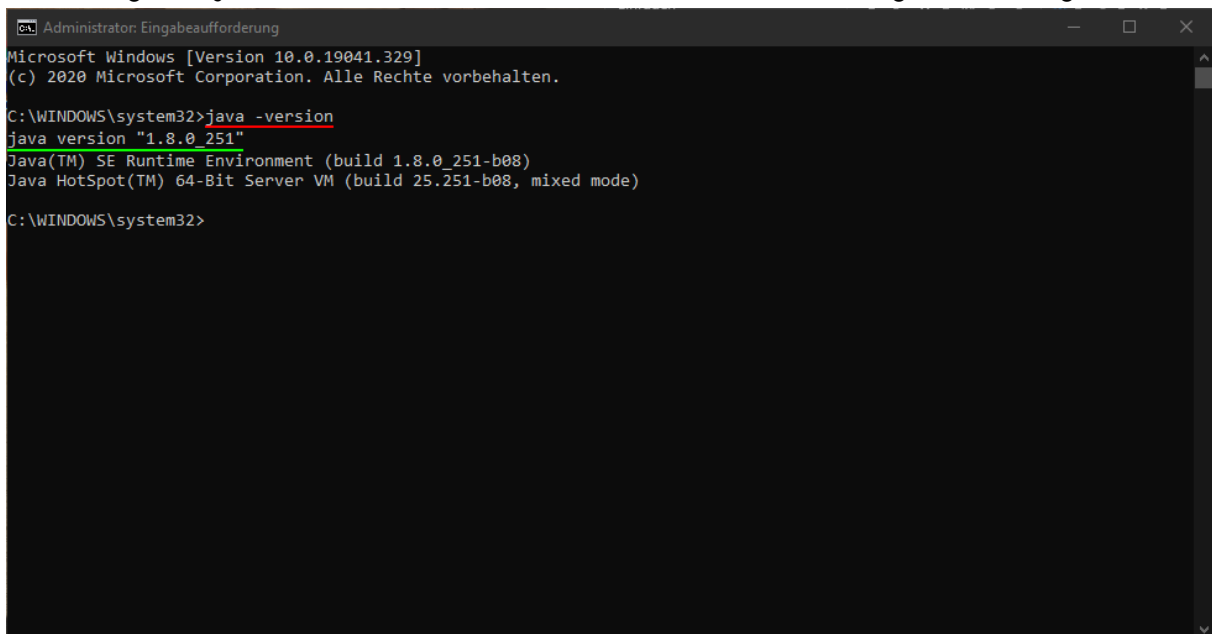 Administrator: Eingabeaufforderung
Microsoft Windows [Version 10.0.19041.329]
(c) 2020 Microsoft Corporation. Alle Rechte vorbehalten.
C:\WINDOWS\system32>java -version
java version "1.8.0_251"
Java(TM) SE Runtime Environment (build 1.8.0_251-b08)
Java HotSpot(TM) 64-Bit Server VM (build 25.251-b08, mixed mode)
C:\WINDOWS\system32>